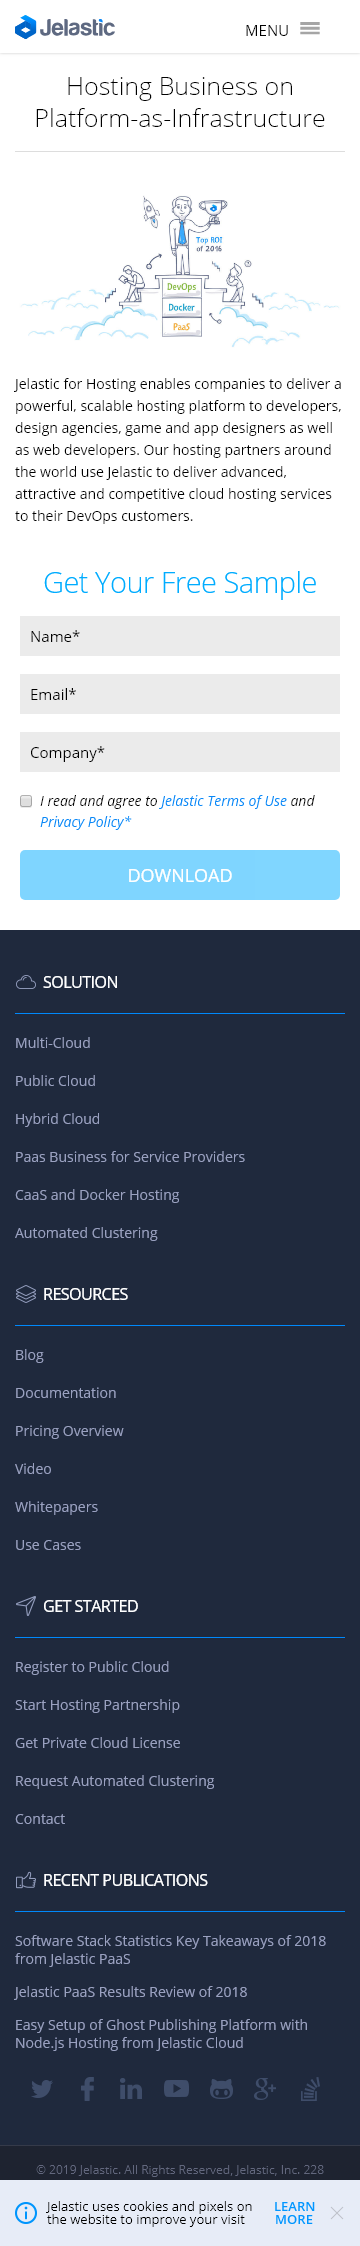 Jelastic
MENU
Hosting Business on
Platform-as-Infrastructure
Top ROI
of 20%
DevOps
Docker
PaaS
Jelastic for Hosting enables companies to deliver a
powerful, scalable hosting platform to developers,
design agencies, game and app designers as well
as web developers. Our hosting partners around
the world use Jelastic to deliver advanced,
attractive and competitive cloud hosting services
to their DevOps customers.
Get Your Free Sample
Name*
Email*
Company*
I read and agree to Jelastic Terms of Use and
Privacy Policy*
DOWNLOAD
SOLUTION
Multi-Cloud
Public Cloud
Hybrid Cloud
Paas Business for Service Providers
CaaS and Docker Hosting
Automated Clustering
RESOURCES
Blog
Documentation
Pricing Overview
Video
Whitepapers
Use Cases
GET STARTED
Register to Public Cloud
Start Hosting Partnership
Get Private Cloud License
Request Automated Clustering
Contact
RECENT PUBLICATIONS
Software Stack Statistics Key Takeaways of 2018
from Jelastic PaaS
Jelastic PaaS Results Review of 2018
Easy Setup of Ghost Publishing Platform with
Node.js Hosting from Jelastic Cloud
© 2019 Jelastic. All Rights Reserved, Jelastic, Inc. 228
Jelastic uses cookies and pixels on
the website to improve your visit
LEARN
MORE